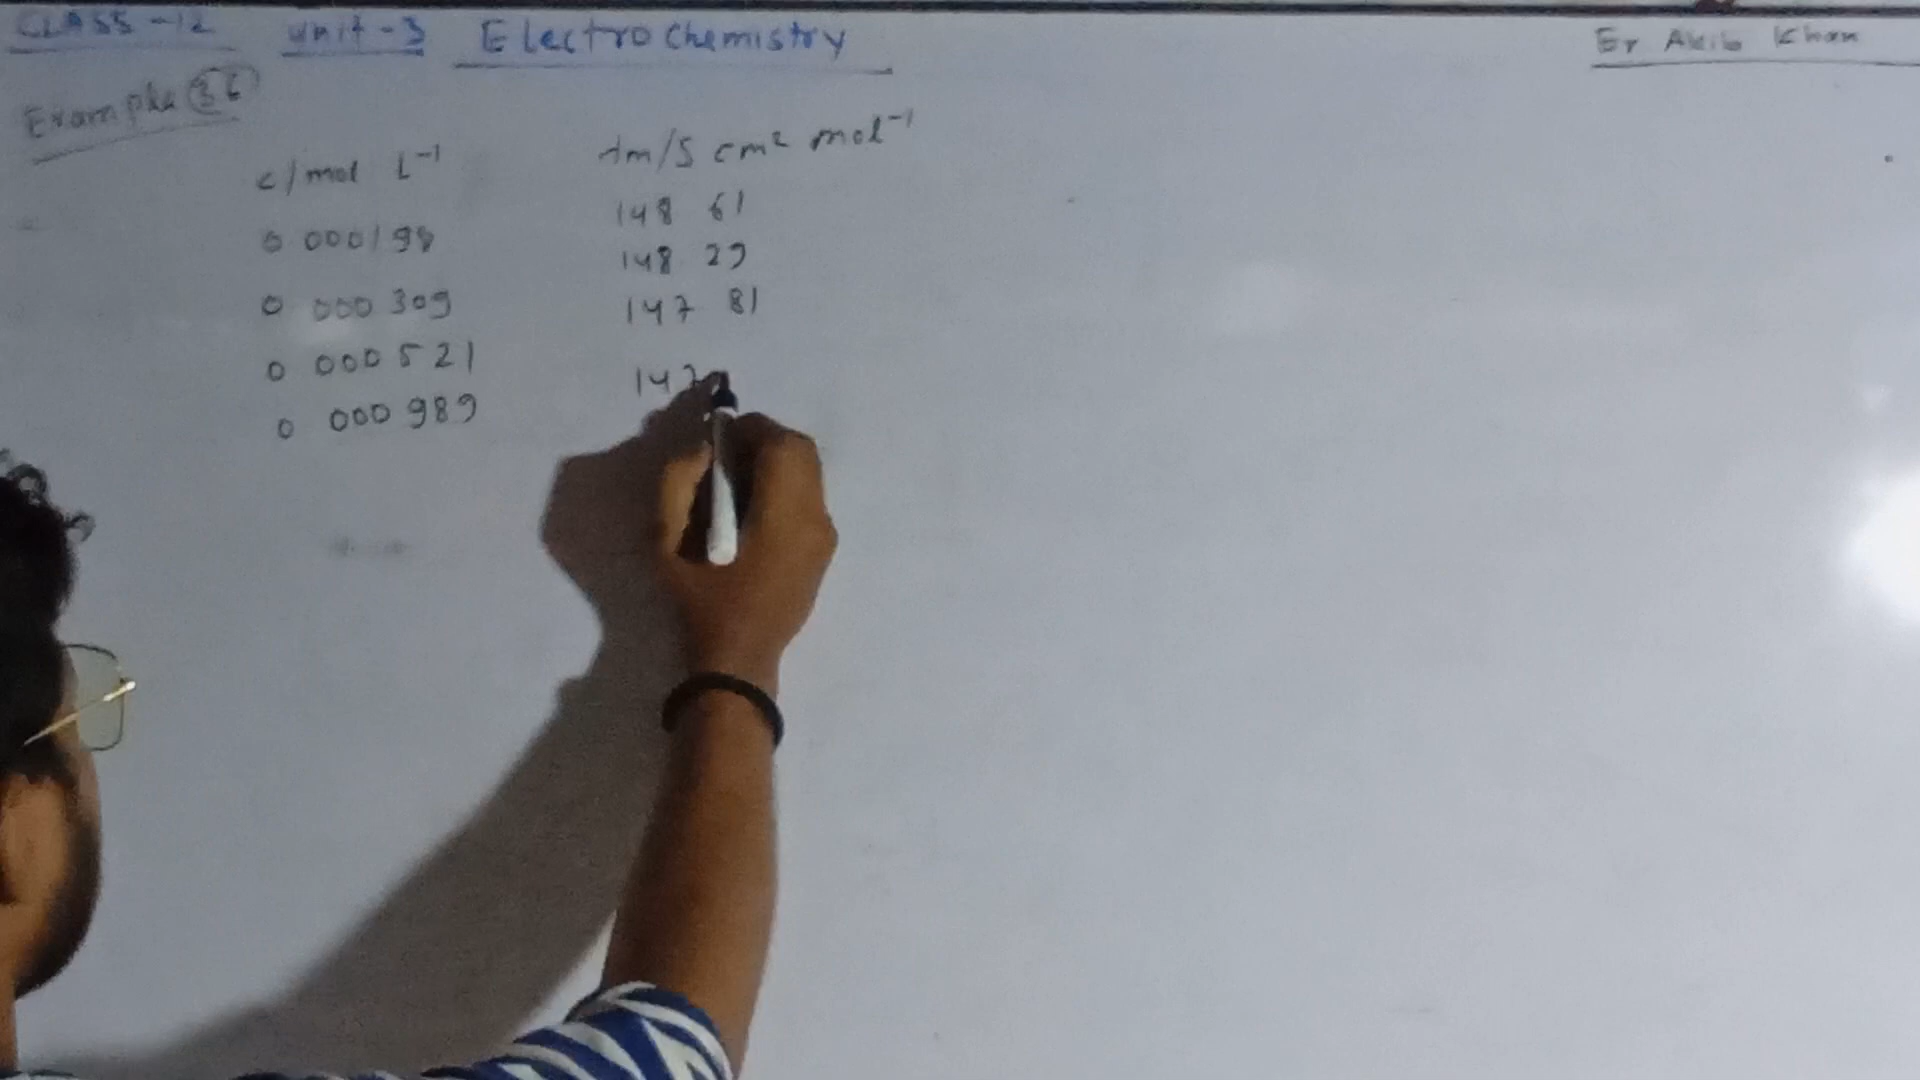 CLASS-12 unit-3 Electrochemistry Er Akib Khan
Example 3.6
c/mol L⁻¹ Λm/S cm² mol⁻¹
0.000198 148.61
0.000309 148.29
0.000521 147.81
0.000989 147